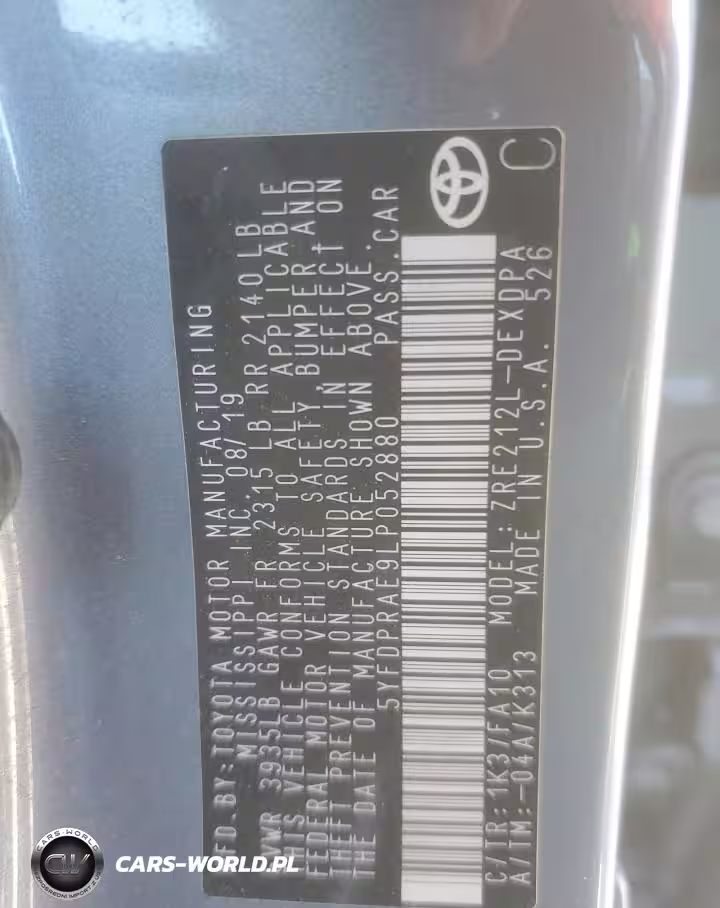 MFD.BY:TOYOTA MOTOR MANUFACTURING
MISSISSIPPI INC. 08/19
GVWR 3935LB GAWR FR 2315 LB RR 2140 LB
THIS VEHICLE CONFORMS TO ALL APPLICABLE
FEDERAL MOTOR VEHICLE SAFETY, BUMPER, AND
THEFT PREVENTION STANDARDS IN EFFECT ON
THE DATE OF MANUFACTURE SHOWN ABOVE.
5YFDPRAE9LP052880 PASS.CAR
C/TR: 1K3/FA10 MODEL: ZRE212L-DEXDPA
A/TM:-04A/K313 MADE IN U.S.A. 526
C
CARS-WORLD
CW
CARS-WORLD.PL